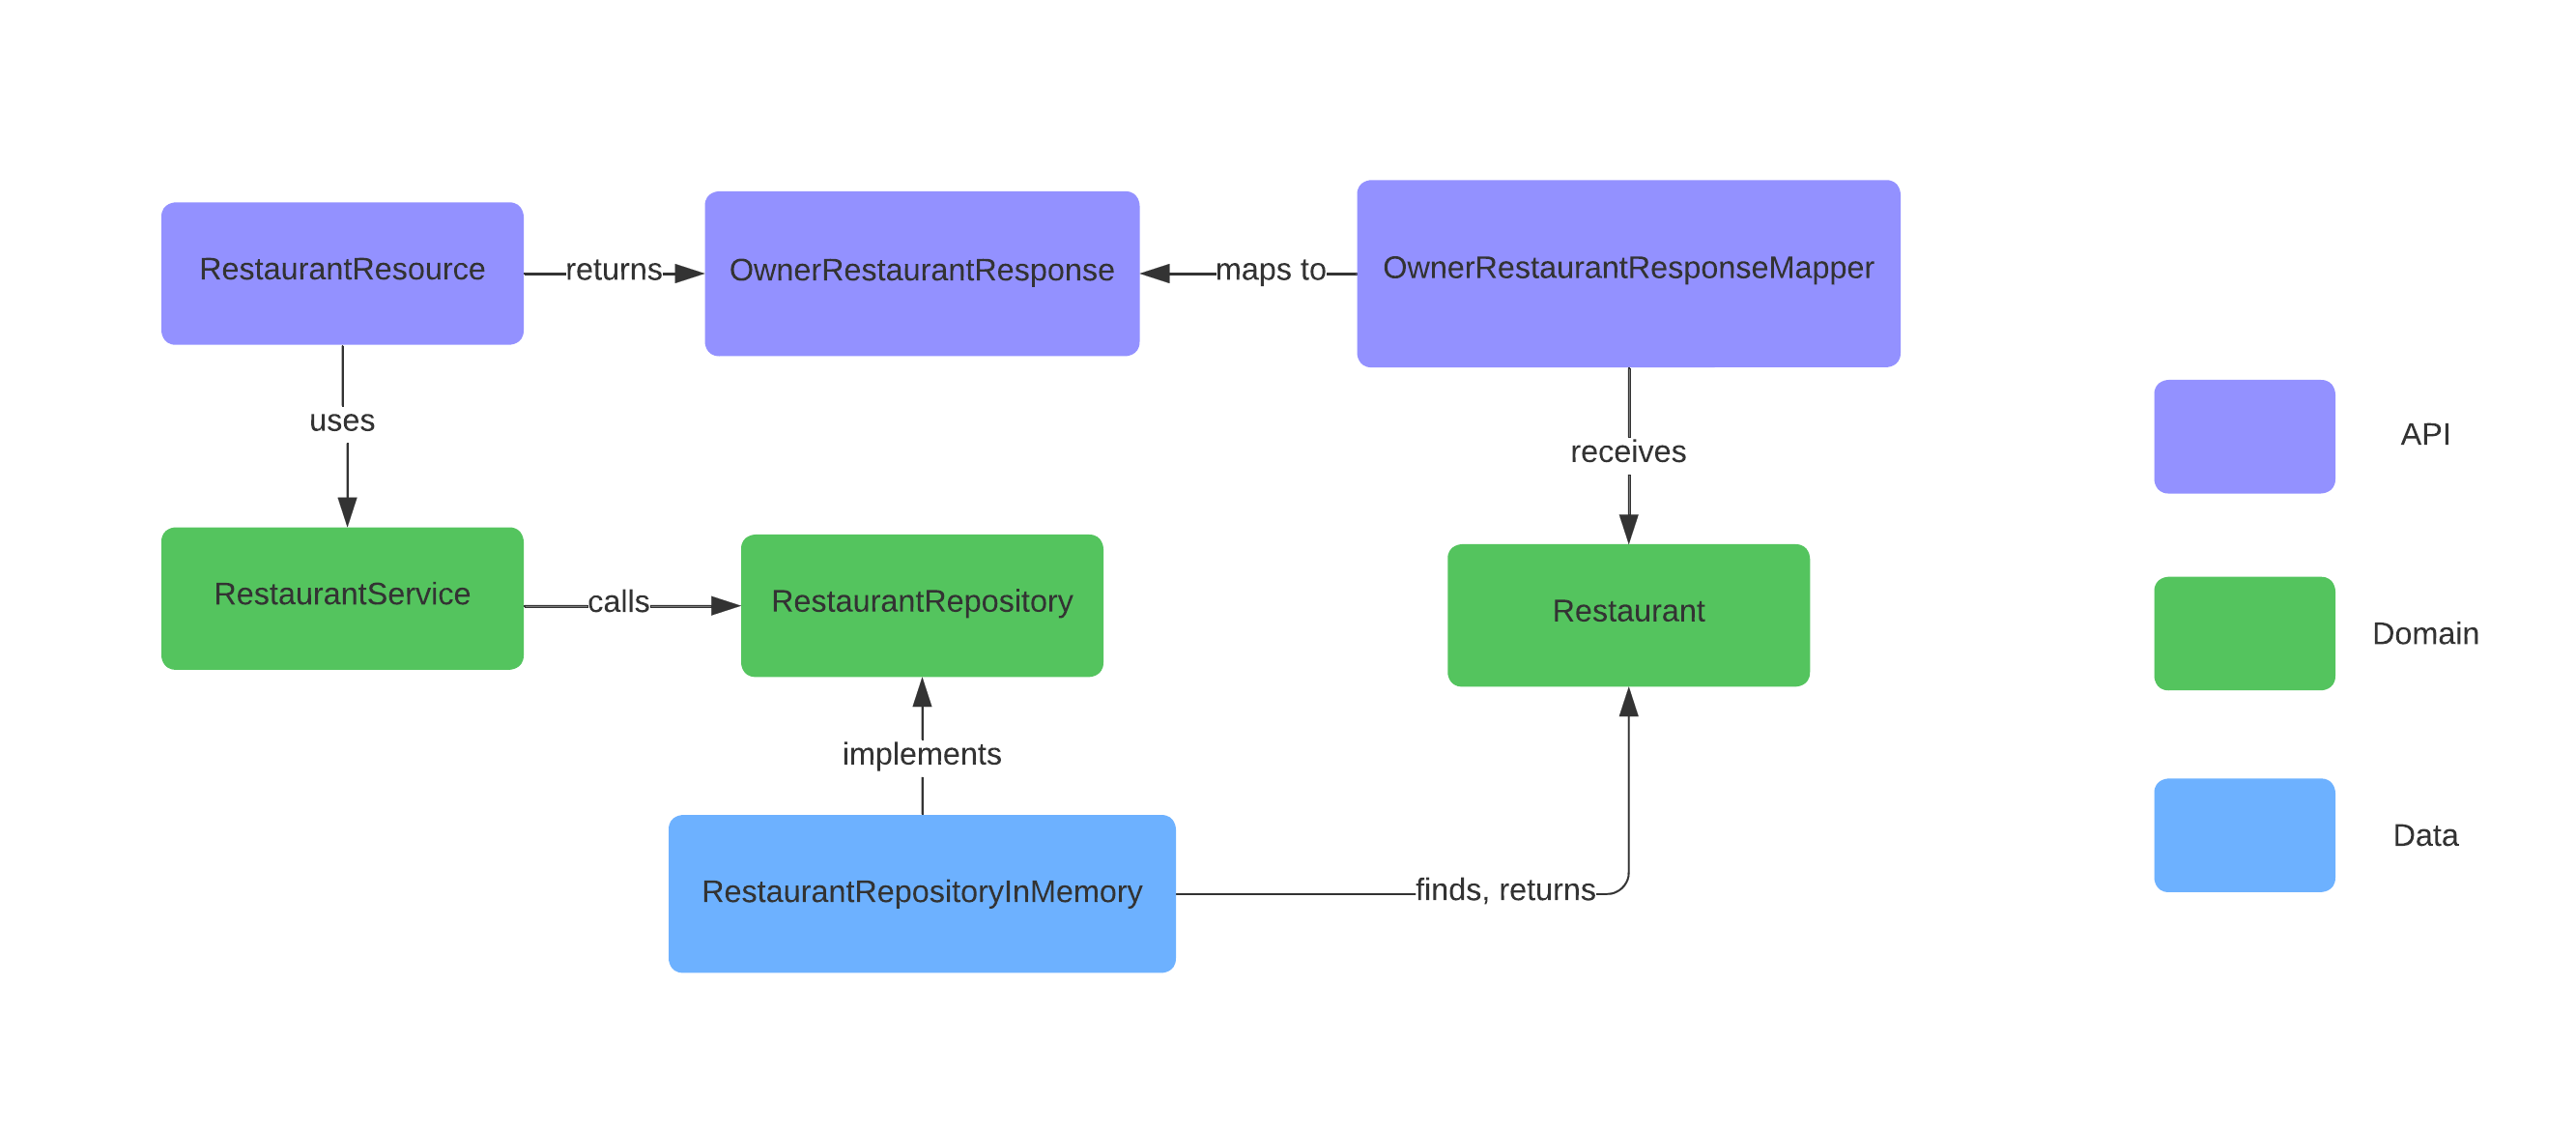 RestaurantResource
returns
OwnerRestaurantResponse
maps to
OwnerRestaurantResponseMapper
uses
receives
API
RestaurantService
calls
RestaurantRepository
Restaurant
Domain
implements
RestaurantRepositoryInMemory
finds, returns
Data